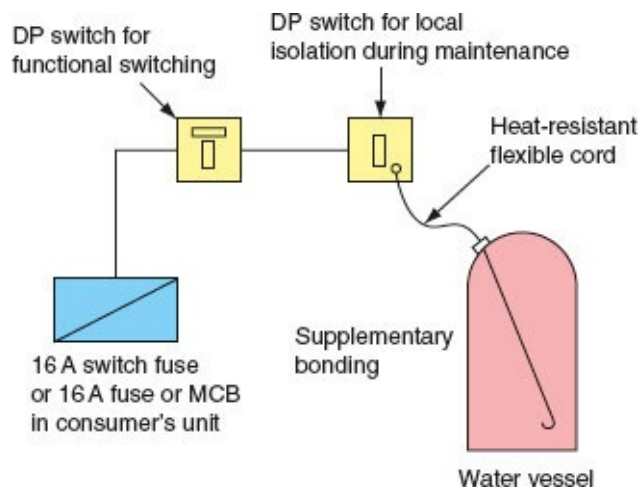 DP switch for
functional switching
DP switch for local
isolation during maintenance
Heat-resistant
flexible cord
16 A switch fuse
or 16 A fuse or MCB
in consumer's unit
Supplementary
bonding
Water vessel